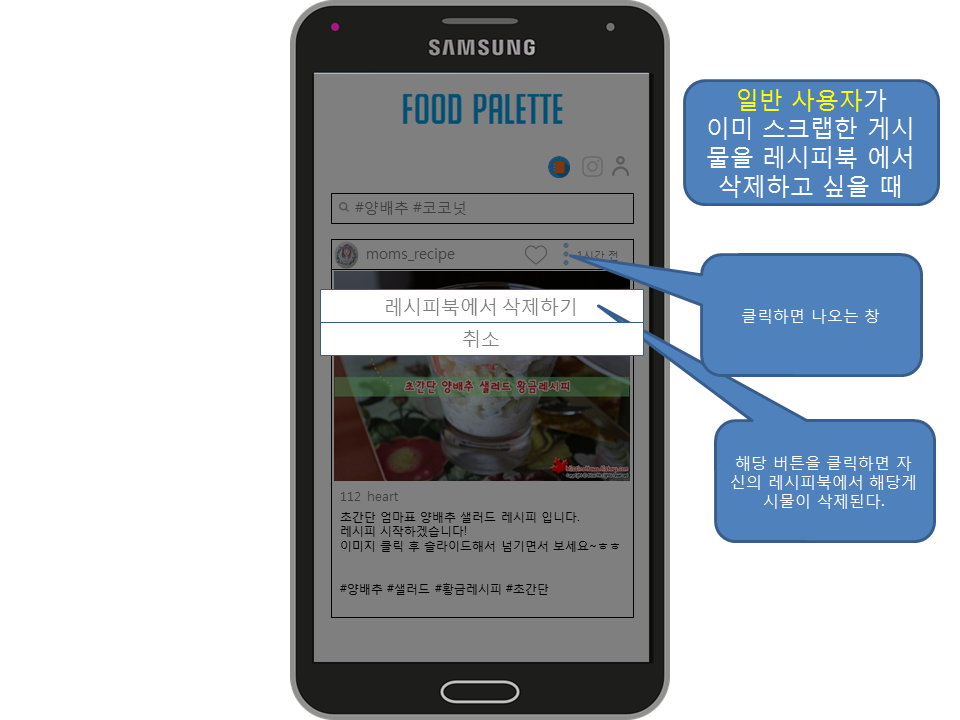 SAMSUNG
FOOD PALETTE
#양배추 #코코넛
moms_recipe
1시간 전
레시피북에서 삭제하기
취소
초간단 양배추 샐러드 황금레시피
112 heart
초간단 엄마표 양배추 샐러드 레시피 입니다.
레시피 시작하겠습니다!
이미지 클릭 후 슬라이드해서 넘기면서 보세요~ㅎㅎ
#양배추 #샐러드 #황금레시피 #초간단
일반 사용자가
이미 스크랩한 게시
물을 레시피북 에서
삭제하고 싶을 때
클릭하면 나오는 창
해당 버튼을 클릭하면 자
신의 레시피북에서 해당게
시물이 삭제된다.